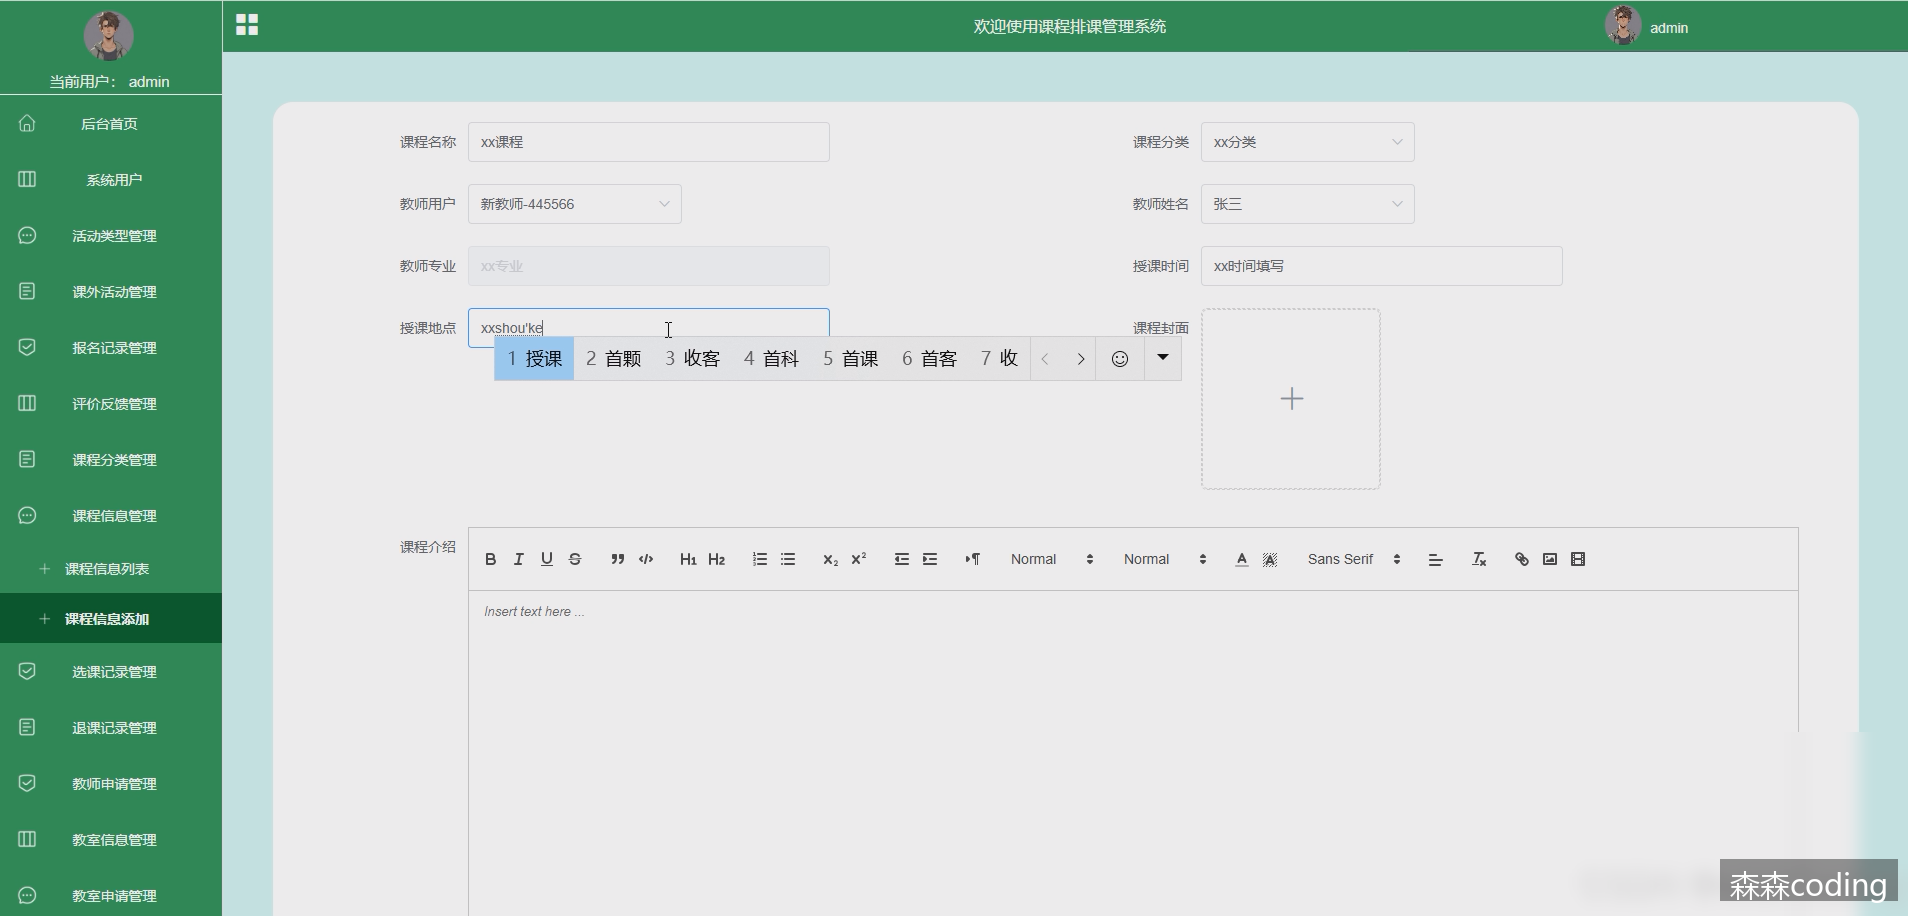 欢迎使用课程排课管理系统
admin
当前用户： admin
后台首页
系统用户
活动类型管理
课外活动管理
报名记录管理
评价反馈管理
课程分类管理
课程信息管理
课程信息列表
课程信息添加
选课记录管理
退课记录管理
教师申请管理
教室信息管理
教室申请管理
课程名称 xx课程
课程分类 xx分类
教师用户 新教师-445566
教师姓名 张三
教师专业 xx专业
授课时间 xx时间填写
授课地点 xxshou'ke
课程封面
1 授课 2 首颗 3 收客 4 首科 5 首课 6 首客 7 收
课程介绍
B I U S H1 H2 X2 X2 Normal Normal A A Sans Serif Tx
Insert text here ...
森森coding